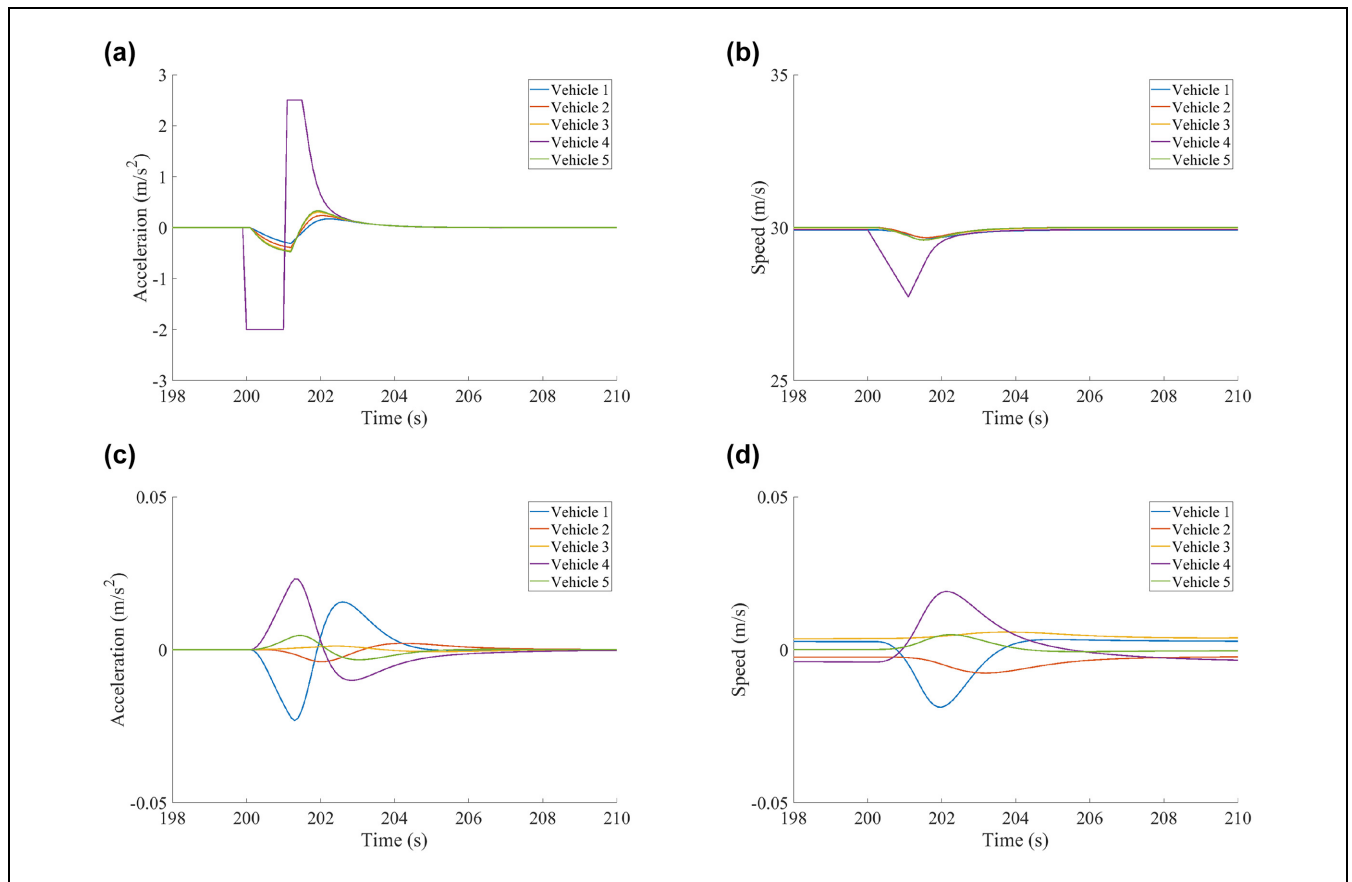 (a)
3
2
1
0
-1
-2
-3
198 200 202 204 206 208 210
Time (s)
Acceleraion (m/s²)
Vehicle 1
Vehicle 2
Vehicle 3
Vehicle 4
Vehicle 5
(b)
35
30
25
198 200 202 204 206 208 210
Time (s)
Speed (m/s)
Vehicle 1
Vehicle 2
Vehicle 3
Vehicle 4
Vehicle 5
(c)
0.05
0
-0.05
198 200 202 204 206 208 210
Time (s)
Acceleration (m/s²)
Vehicle 1
Vehicle 2
Vehicle 3
Vehicle 4
Vehicle 5
(d)
0.05
0
-0.05
198 200 202 204 206 208 210
Time (s)
Speed (m/s)
Vehicle 1
Vehicle 2
Vehicle 3
Vehicle 4
Vehicle 5